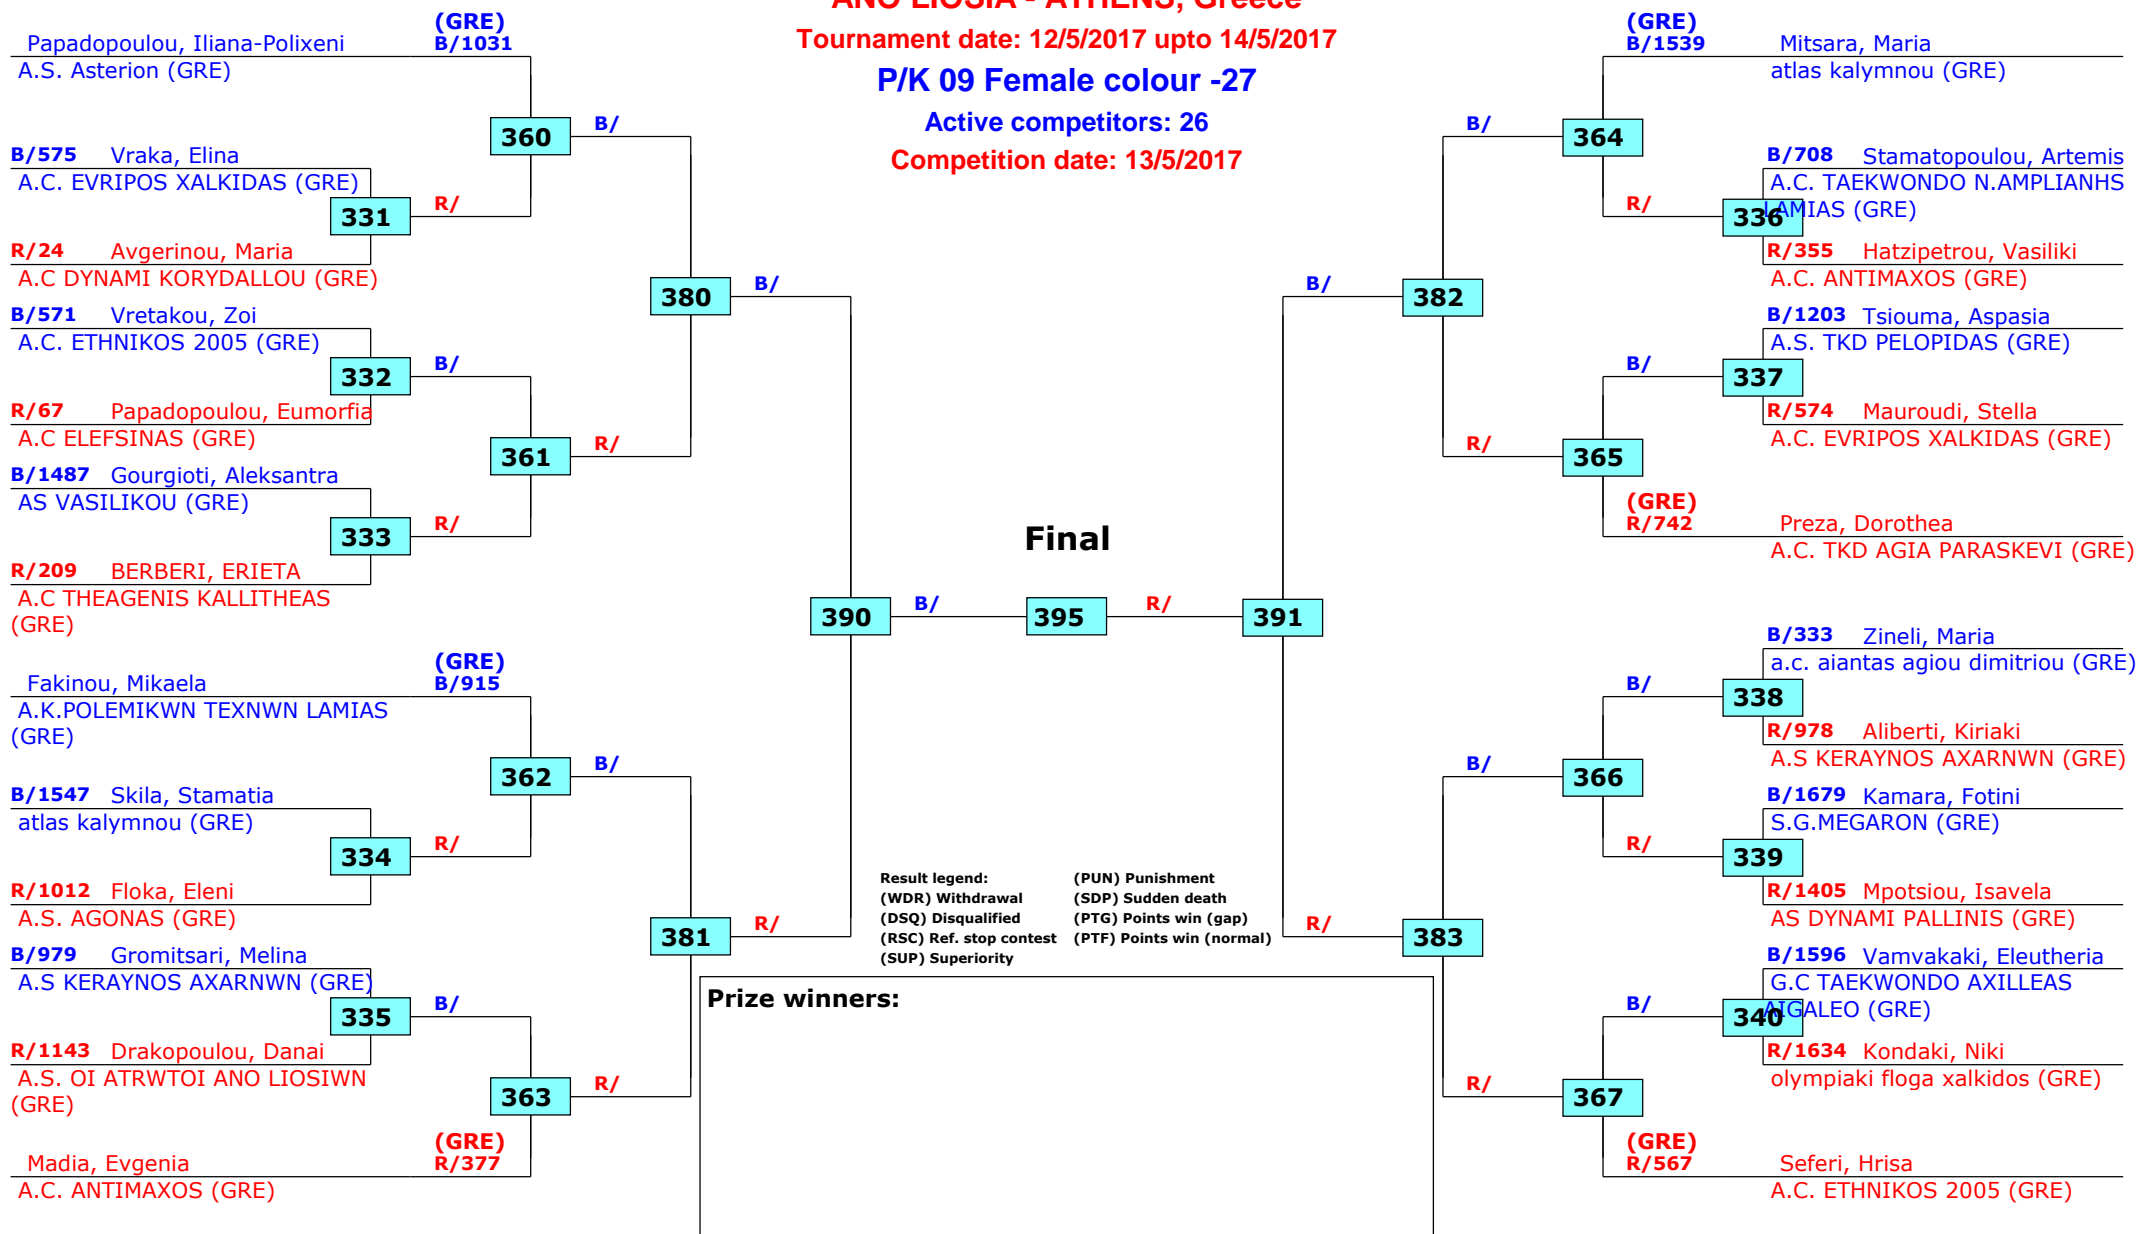 ANO LIOSIA - ATHENS, Greece
Tournament date: 12/5/2017 upto 14/5/2017
P/K 09 Female colour -27
Active competitors: 26
Competition date: 13/5/2017
(GRE)
Papadopoulou, Iliana-Polixeni B/1031
A.S. Asterion (GRE)
360
B/
B/575 Vraka, Elina
A.C. EVRIPOS XALKIDAS (GRE)
331
R/
R/24 Avgerinou, Maria
A.C DYNAMI KORYDALLOU (GRE)
380
B/
B/571 Vretakou, Zoi
A.C. ETHNIKOS 2005 (GRE)
332
B/
R/67 Papadopoulou, Eumorfia
A.C ELEFSINAS (GRE)
361
R/
B/1487 Gourgioti, Aleksantra
AS VASILIKOU (GRE)
333
R/
R/209 BERBERI, ERIETA
A.C THEAGENIS KALLITHEAS
(GRE)
390
B/
(GRE)
Fakinou, Mikaela B/915
A.K.POLEMIKWN TEXNWN LAMIAS
(GRE)
362
B/
B/1547 Skila, Stamatia
atlas kalymnou (GRE)
334
R/
R/1012 Floka, Eleni
A.S. AGONAS (GRE)
381
R/
B/979 Gromitsari, Melina
A.S KERAYNOS AXARNWN (GRE)
335
B/
R/1143 Drakopoulou, Danai
A.S. OI ATRWTOI ANO LIOSIWN
(GRE)
363
R/
(GRE)
Madia, Evgenia R/377
A.C. ANTIMAXOS (GRE)
Final
395
R/
391
(GRE)
B/1539 Mitsara, Maria
atlas kalymnou (GRE)
B/
364
B/708 Stamatopoulou, Artemis
A.C. TAEKWONDO N.AMPLIANHS
LAMIAS (GRE)
R/
336
R/355 Hatzipetrou, Vasiliki
A.C. ANTIMAXOS (GRE)
B/
382
B/1203 Tsiouma, Aspasia
A.S. TKD PELOPIDAS (GRE)
B/
337
R/574 Mauroudi, Stella
A.C. EVRIPOS XALKIDAS (GRE)
R/
365
(GRE)
R/742 Preza, Dorothea
A.C. TKD AGIA PARASKEVI (GRE)
B/333 Zineli, Maria
a.c. aiantas agiou dimitriou (GRE)
B/
338
R/978 Aliberti, Kiriaki
A.S KERAYNOS AXARNWN (GRE)
B/
366
B/1679 Kamara, Fotini
S.G.MEGARON (GRE)
R/
339
R/1405 Mpotsiou, Isavela
AS DYNAMI PALLINIS (GRE)
R/
383
B/1596 Vamvakaki, Eleutheria
G.C TAEKWONDO AXILLEAS
AIGALEO (GRE)
B/
340
R/1634 Kondaki, Niki
olympiaki floga xalkidos (GRE)
R/
367
(GRE)
R/567 Seferi, Hrisa
A.C. ETHNIKOS 2005 (GRE)
Result legend: (PUN) Punishment
(WDR) Withdrawal (SDP) Sudden death
(DSQ) Disqualified (PTG) Points win (gap)
(RSC) Ref. stop contest (PTF) Points win (normal)
(SUP) Superiority
Prize winners: